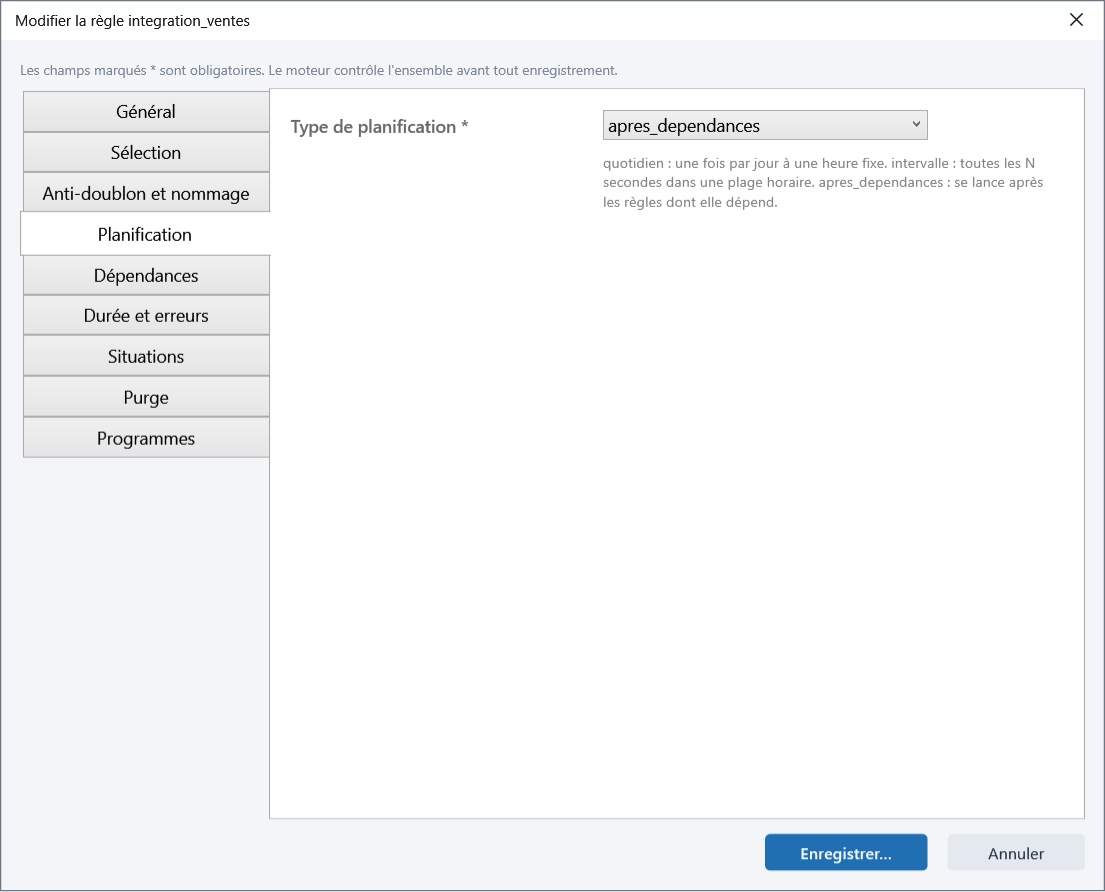 Modifier la règle integration_ventes
Les champs marqués * sont obligatoires. Le moteur contrôle l'ensemble avant tout enregistrement.
Général
Sélection
Anti-doublon et nommage
Planification
Dépendances
Durée et erreurs
Situations
Purge
Programmes
Type de planification *
apres_dependances
quotidien : une fois par jour à une heure fixe. intervalle : toutes les N
secondes dans une plage horaire. apres_dependances : se lance après
les règles dont elle dépend.
Enregistrer...
Annuler